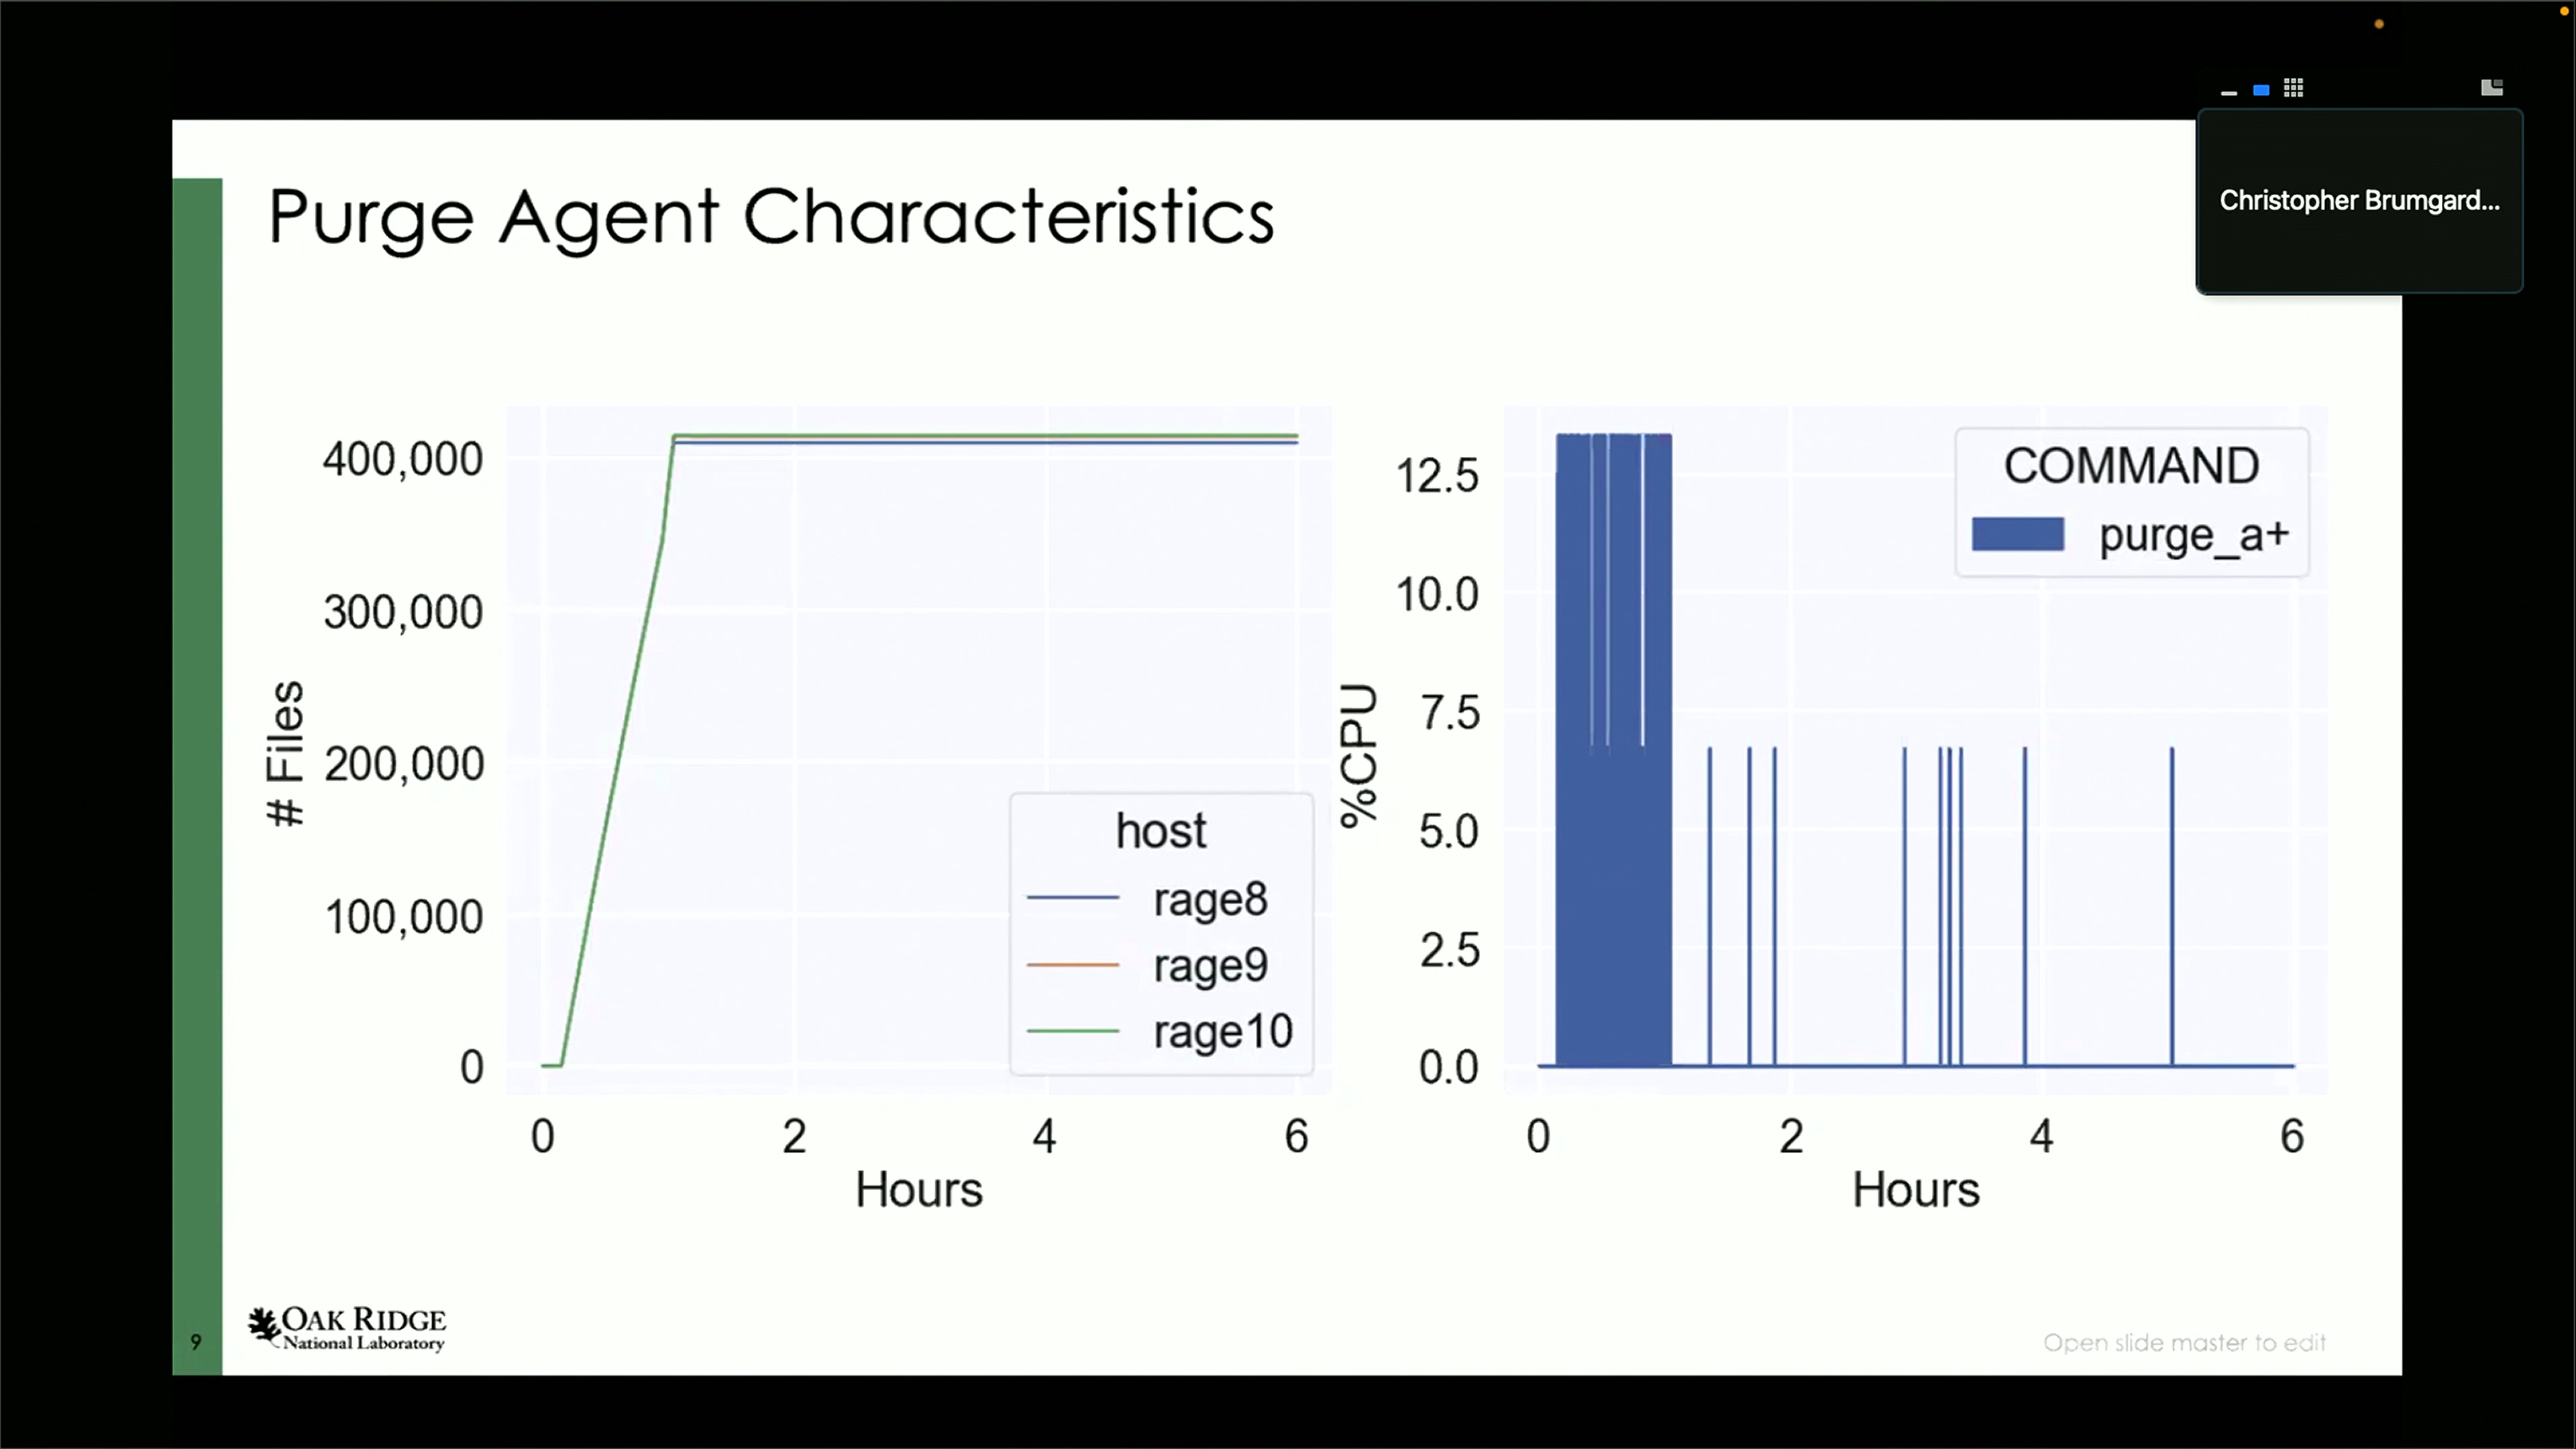 Christopher Brumgard...
Purge Agent Characteristics
# Files
400,000
300,000
200,000
100,000
0
host
rage8
rage9
rage10
0 2 4 6
Hours
%CPU
12.5
10.0
7.5
5.0
2.5
0.0
COMMAND
purge_a+
0 2 4 6
Hours
9
OAK RIDGE
National Laboratory
Open slide master to edit